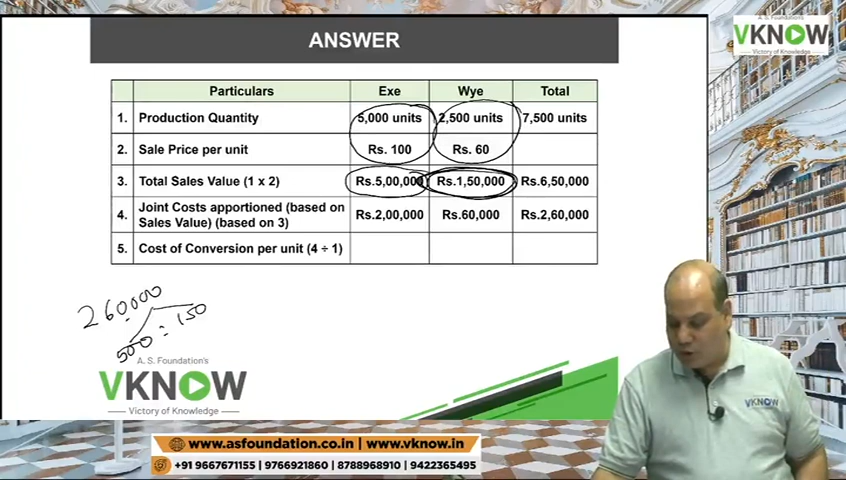 A. S. Foundation's
VKNOW
Victory of Knowledge
ANSWER
Particulars Exe Wye Total
1. Production Quantity 5,000 units 2,500 units 7,500 units
2. Sale Price per unit Rs. 100 Rs. 60
3. Total Sales Value (1 x 2) Rs.5,00,000 Rs.1,50,000 Rs.6,50,000
4. Joint Costs apportioned (based on Sales Value) (based on 3) Rs.2,00,000 Rs.60,000 Rs.2,60,000
5. Cost of Conversion per unit (4 ÷ 1)
260000
500 : 150
A. S. Foundation's
VKNOW
Victory of Knowledge
VKNOW
www.asfoundation.co.in | www.vknow.in
+91 9667671155 | 9766921860 | 8788968910 | 9422365495